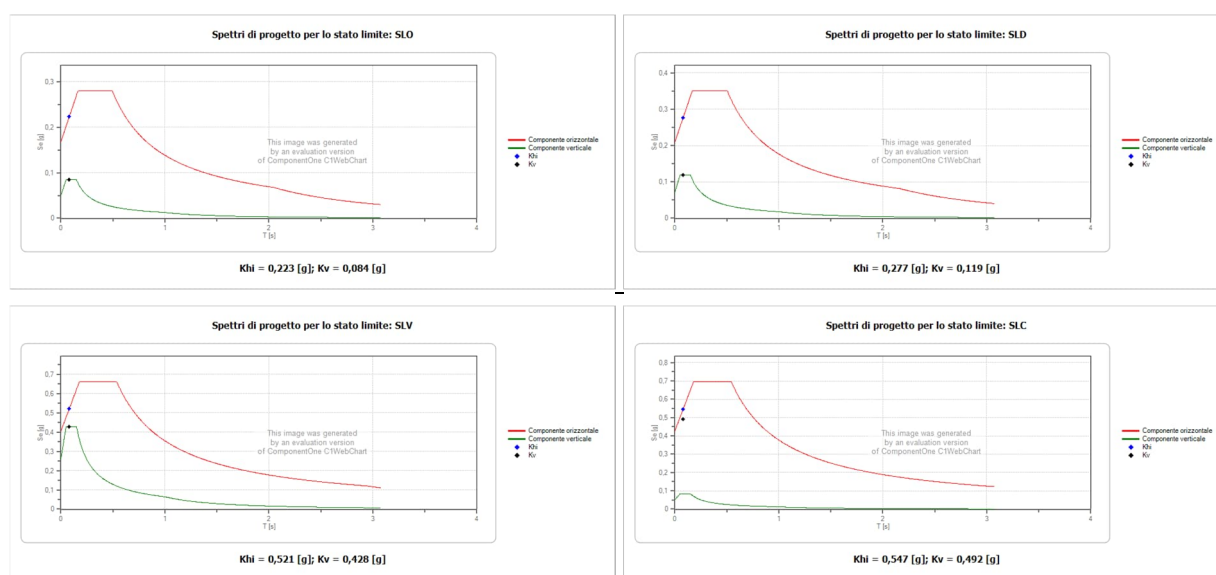 Spettri di progetto per lo stato limite: SLO
0,3
0,2
0,1
0
Se [g]
0
1
2
3
4
T [s]
This image was generated
by an evaluation version
of ComponentOne C1WebChart
Componente orizzontale
Componente verticale
Khi
Kv
Khi = 0,223 [g]; Kv = 0,084 [g]
Spettri di progetto per lo stato limite: SLD
0,4
0,3
0,2
0,1
0
Se [g]
0
1
2
3
4
T [s]
This image was generated
by an evaluation version
of ComponentOne C1WebChart
Componente orizzontale
Componente verticale
Khi
Kv
Khi = 0,277 [g]; Kv = 0,119 [g]
Spettri di progetto per lo stato limite: SLV
0,7
0,6
0,5
0,4
0,3
0,2
0,1
0
Se [g]
0
1
2
3
4
T [s]
This image was generated
by an evaluation version
of ComponentOne C1WebChart
Componente orizzontale
Componente verticale
Khi
Kv
Khi = 0,521 [g]; Kv = 0,428 [g]
Spettri di progetto per lo stato limite: SLC
0,8
0,7
0,6
0,5
0,4
0,3
0,2
0,1
0
Se [g]
0
1
2
3
4
T [s]
This image was generated
by an evaluation version
of ComponentOne C1WebChart
Componente orizzontale
Componente verticale
Khi
Kv
Khi = 0,547 [g]; Kv = 0,492 [g]